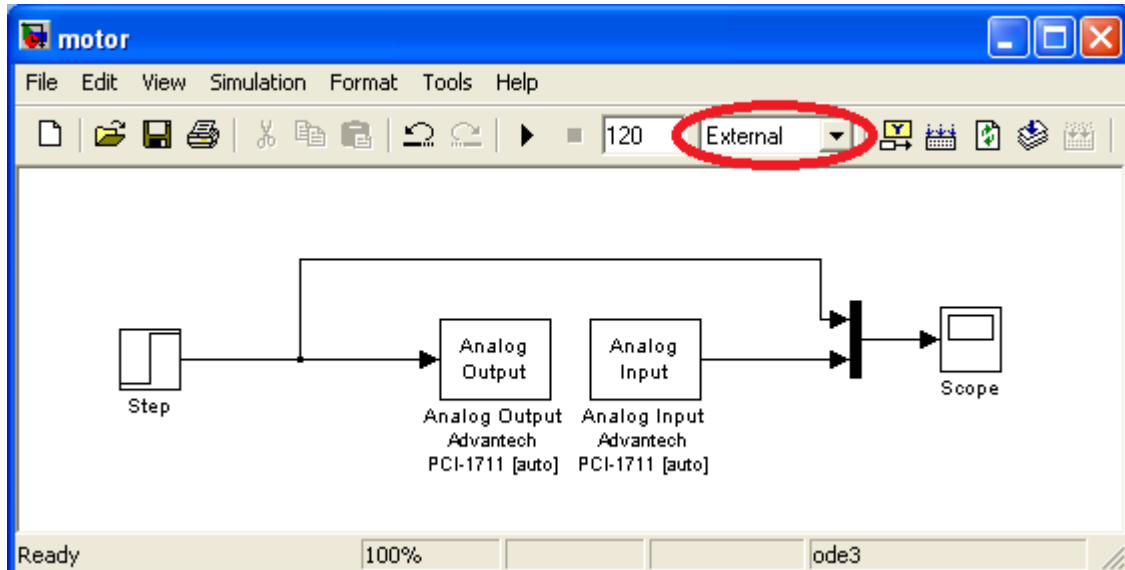 motor
File Edit View Simulation Format Tools Help
120 External
Analog
Output
Analog
Input
Step
Scope
Analog Output
Advantech
PCI-1711 [auto]
Analog Input
Advantech
PCI-1711 [auto]
Ready 100% ode3